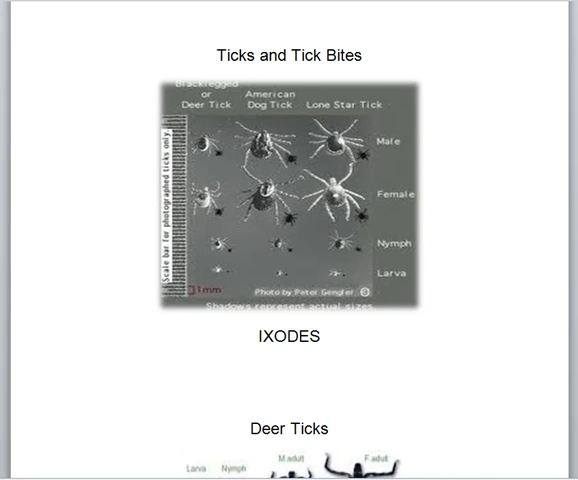 Ticks and Tick Bites
Blacklegged
or
Deer Tick
American
Dog Tick
Lone Star Tick
Scale bar for photographed ticks only.
Male
Female
Nymph
Larva
1mm
Photo by Peter Gengler
Shadows represent actual sizes
IXODES
Deer Ticks
Larva
Nymph
M adult
F adult